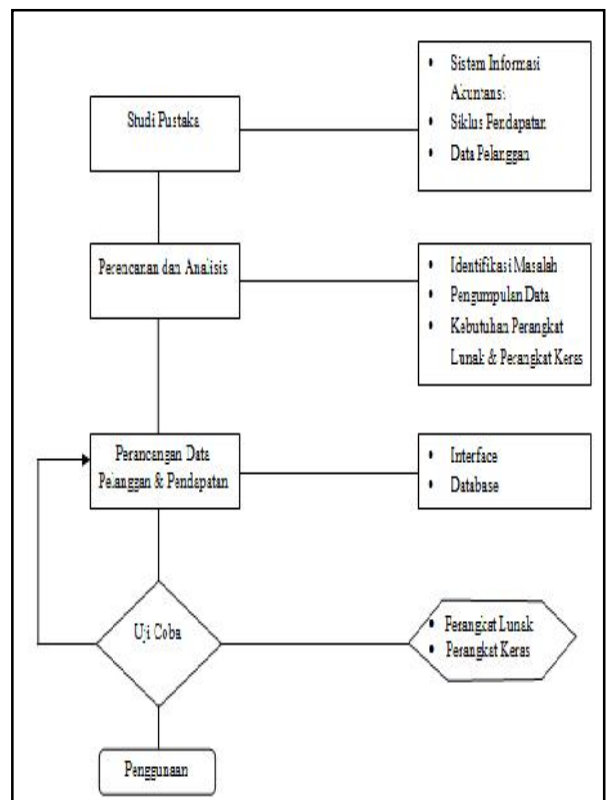 Studi Pustaka
• Sistem Informasi
Akuntansi
• Siklus Pendapatan
• Data Pelanggan
Perencanan dan Analisis
• Identifikasi Masalah
• Pengumpulan Data
• Kebutuhan Perangkat
Lunak & Perangkat Keras
Perancangan Data
Pelanggan & Pendapatan
• Interface
• Database
Uji Coba
• Perangkat Lunak
• Perangkat Keras
Penggunaan